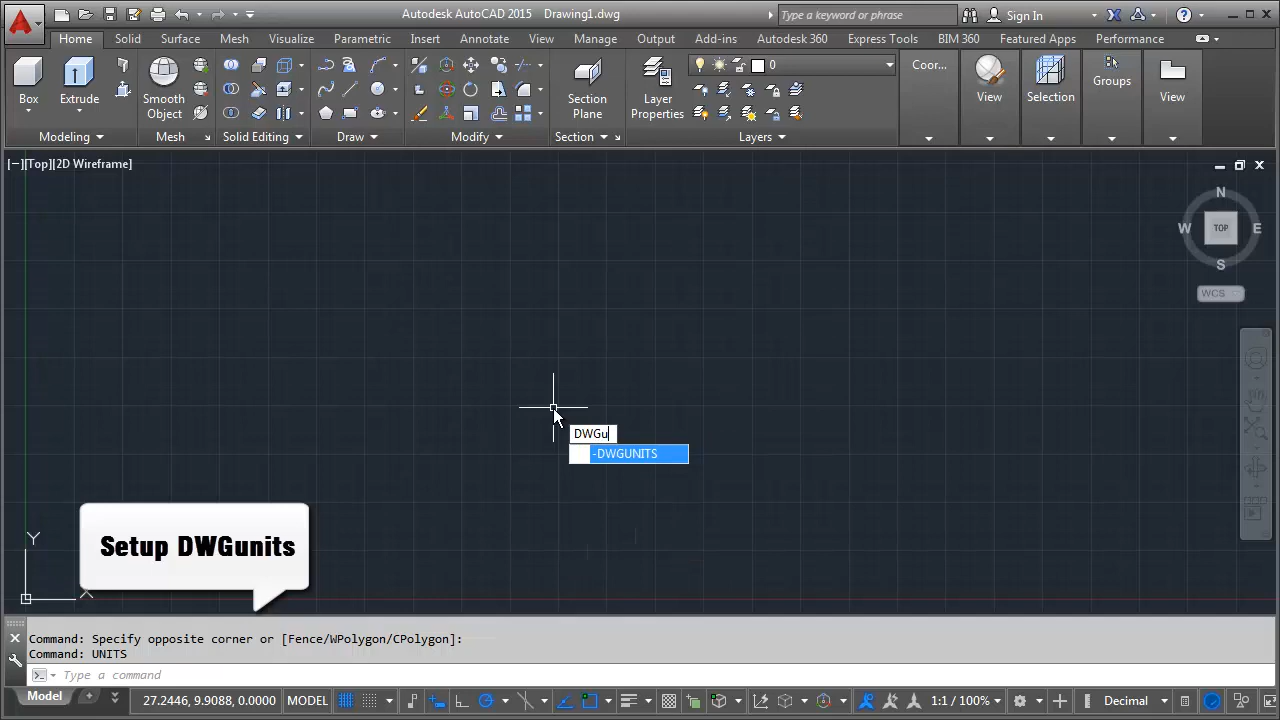 Autodesk AutoCAD 2015 Drawing1.dwg
Type a keyword or phrase
Sign In
Home Solid Surface Mesh Visualize Parametric Insert Annotate View Manage Output Add-ins Autodesk 360 Express Tools BIM 360 Featured Apps Performance
Box
Extrude
Smooth
Object
Section
Plane
Layer
Properties
0
Coor...
View
Selection
Groups
View
Modeling
Mesh
Solid Editing
Draw
Modify
Section
Layers
[−][Top][2D Wireframe]
N
W
TOP
E
S
WCS
DWGu
-DWGUNITS
Setup DWGunits
Y
X
Command: Specify opposite corner or [Fence/WPolygon/CPolygon]:
Command: UNITS
Type a command
Model
27.2446, 9.9088, 0.0000
MODEL
1:1 / 100%
Decimal